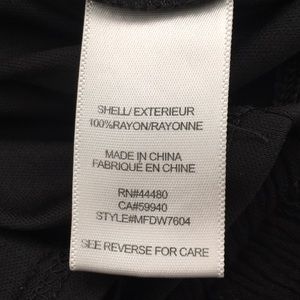 SHELL/ EXTERIEUR
100%RAYON/RAYONNE
MADE IN CHINA
FABRIQUÉ EN CHINE
RN#44480
CA#59940
STYLE#MFDW7604
SEE REVERSE FOR CARE